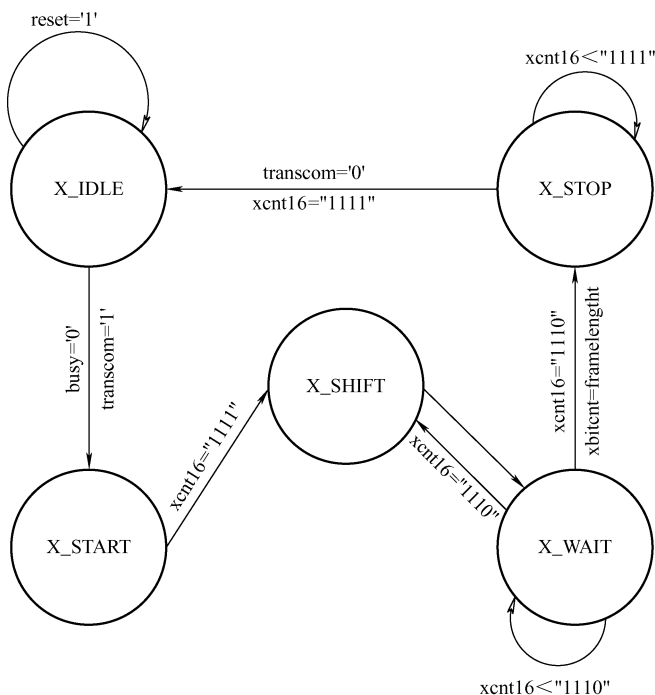 reset='1'
xcnt16<"1111"
X_IDLE
transcom='0'
xcnt16="1111"
X_STOP
busy='0'
transcom='1'
xcnt16="1110"
xbitcnt=framelenght
X_SHIFT
xcnt16="1111"
xcnt16="1110"
X_START
X_WAIT
xcnt16<"1110"